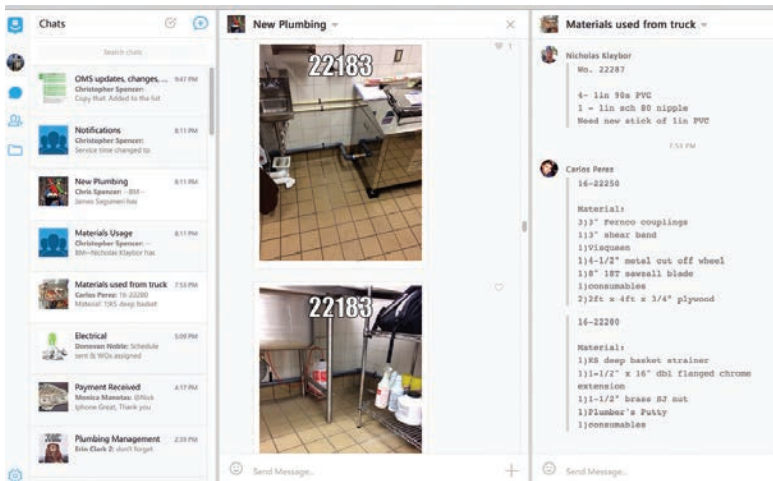 Chats
Search chats
OMS updates, changes, ... 9:47 PM
Christopher Spencer:
Copy that. Added to the list
Notifications 8:11 PM
Christopher Spencer:
Service time changed to
New Plumbing 8:11 PM
Chris Spencer: --BM--
James Segumeri has
Materials Usage 8:11 PM
Christopher Spencer: --
BM--Nicholas Klaybor has
Materials used from truck 7:53 PM
Carlos Perez: 16-22280
Material: 1)KS deep basket
Electrical 5:09 PM
Donovan Noble: Schedule
sent & WOs assigned
Payment Received 4:17 PM
Monica Manotas: @Nick
Iphone Great, Thank you
Plumbing Management 2:39 PM
Erin Clark 2: don't forget
New Plumbing
1
22183
22183
Send Message...
Materials used from truck
Nicholas Klaybor
Wo. 22287
4- 1in 90s PVC
1 - 1in sch 80 nipple
Need new stick of 1in PVC
7:53 PM
Carlos Perez
16-22250
Material:
3)3" Fernco couplings
1)3" shear band
1)Visqueen
1)4-1/2" metal cut off wheel
1)8" 18T sawzall blade
1)consumables
2)2ft x 4ft x 3/4" plywood
16-22280
Material:
1)KS deep basket strainer
1)1-1/2" x 16" dbl flanged chrome
extension
1)1-1/2" brass SJ nut
1)Plumber's Putty
1)consumables
Send Message...